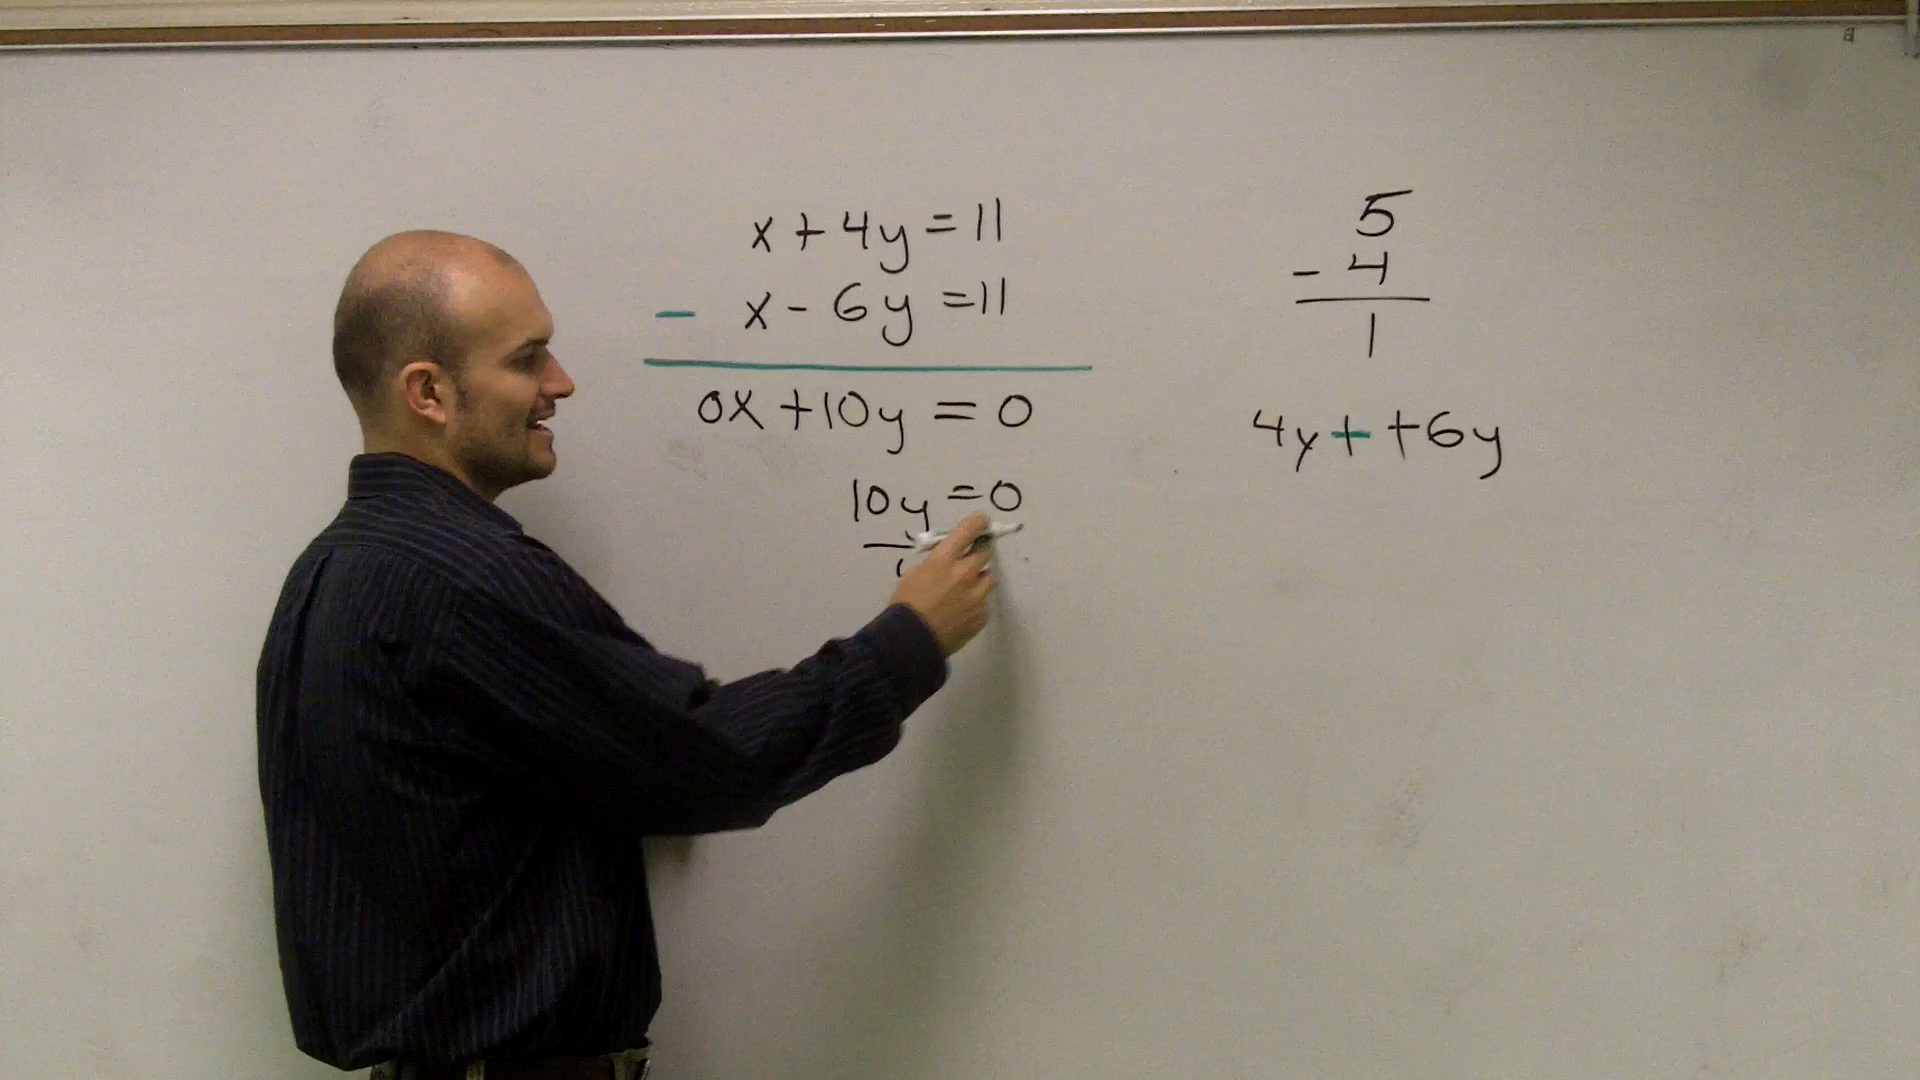 x + 4y = 11
- x - 6y = 11
0x + 10y = 0
10y = 0
5
- 4
1
4y + +6y